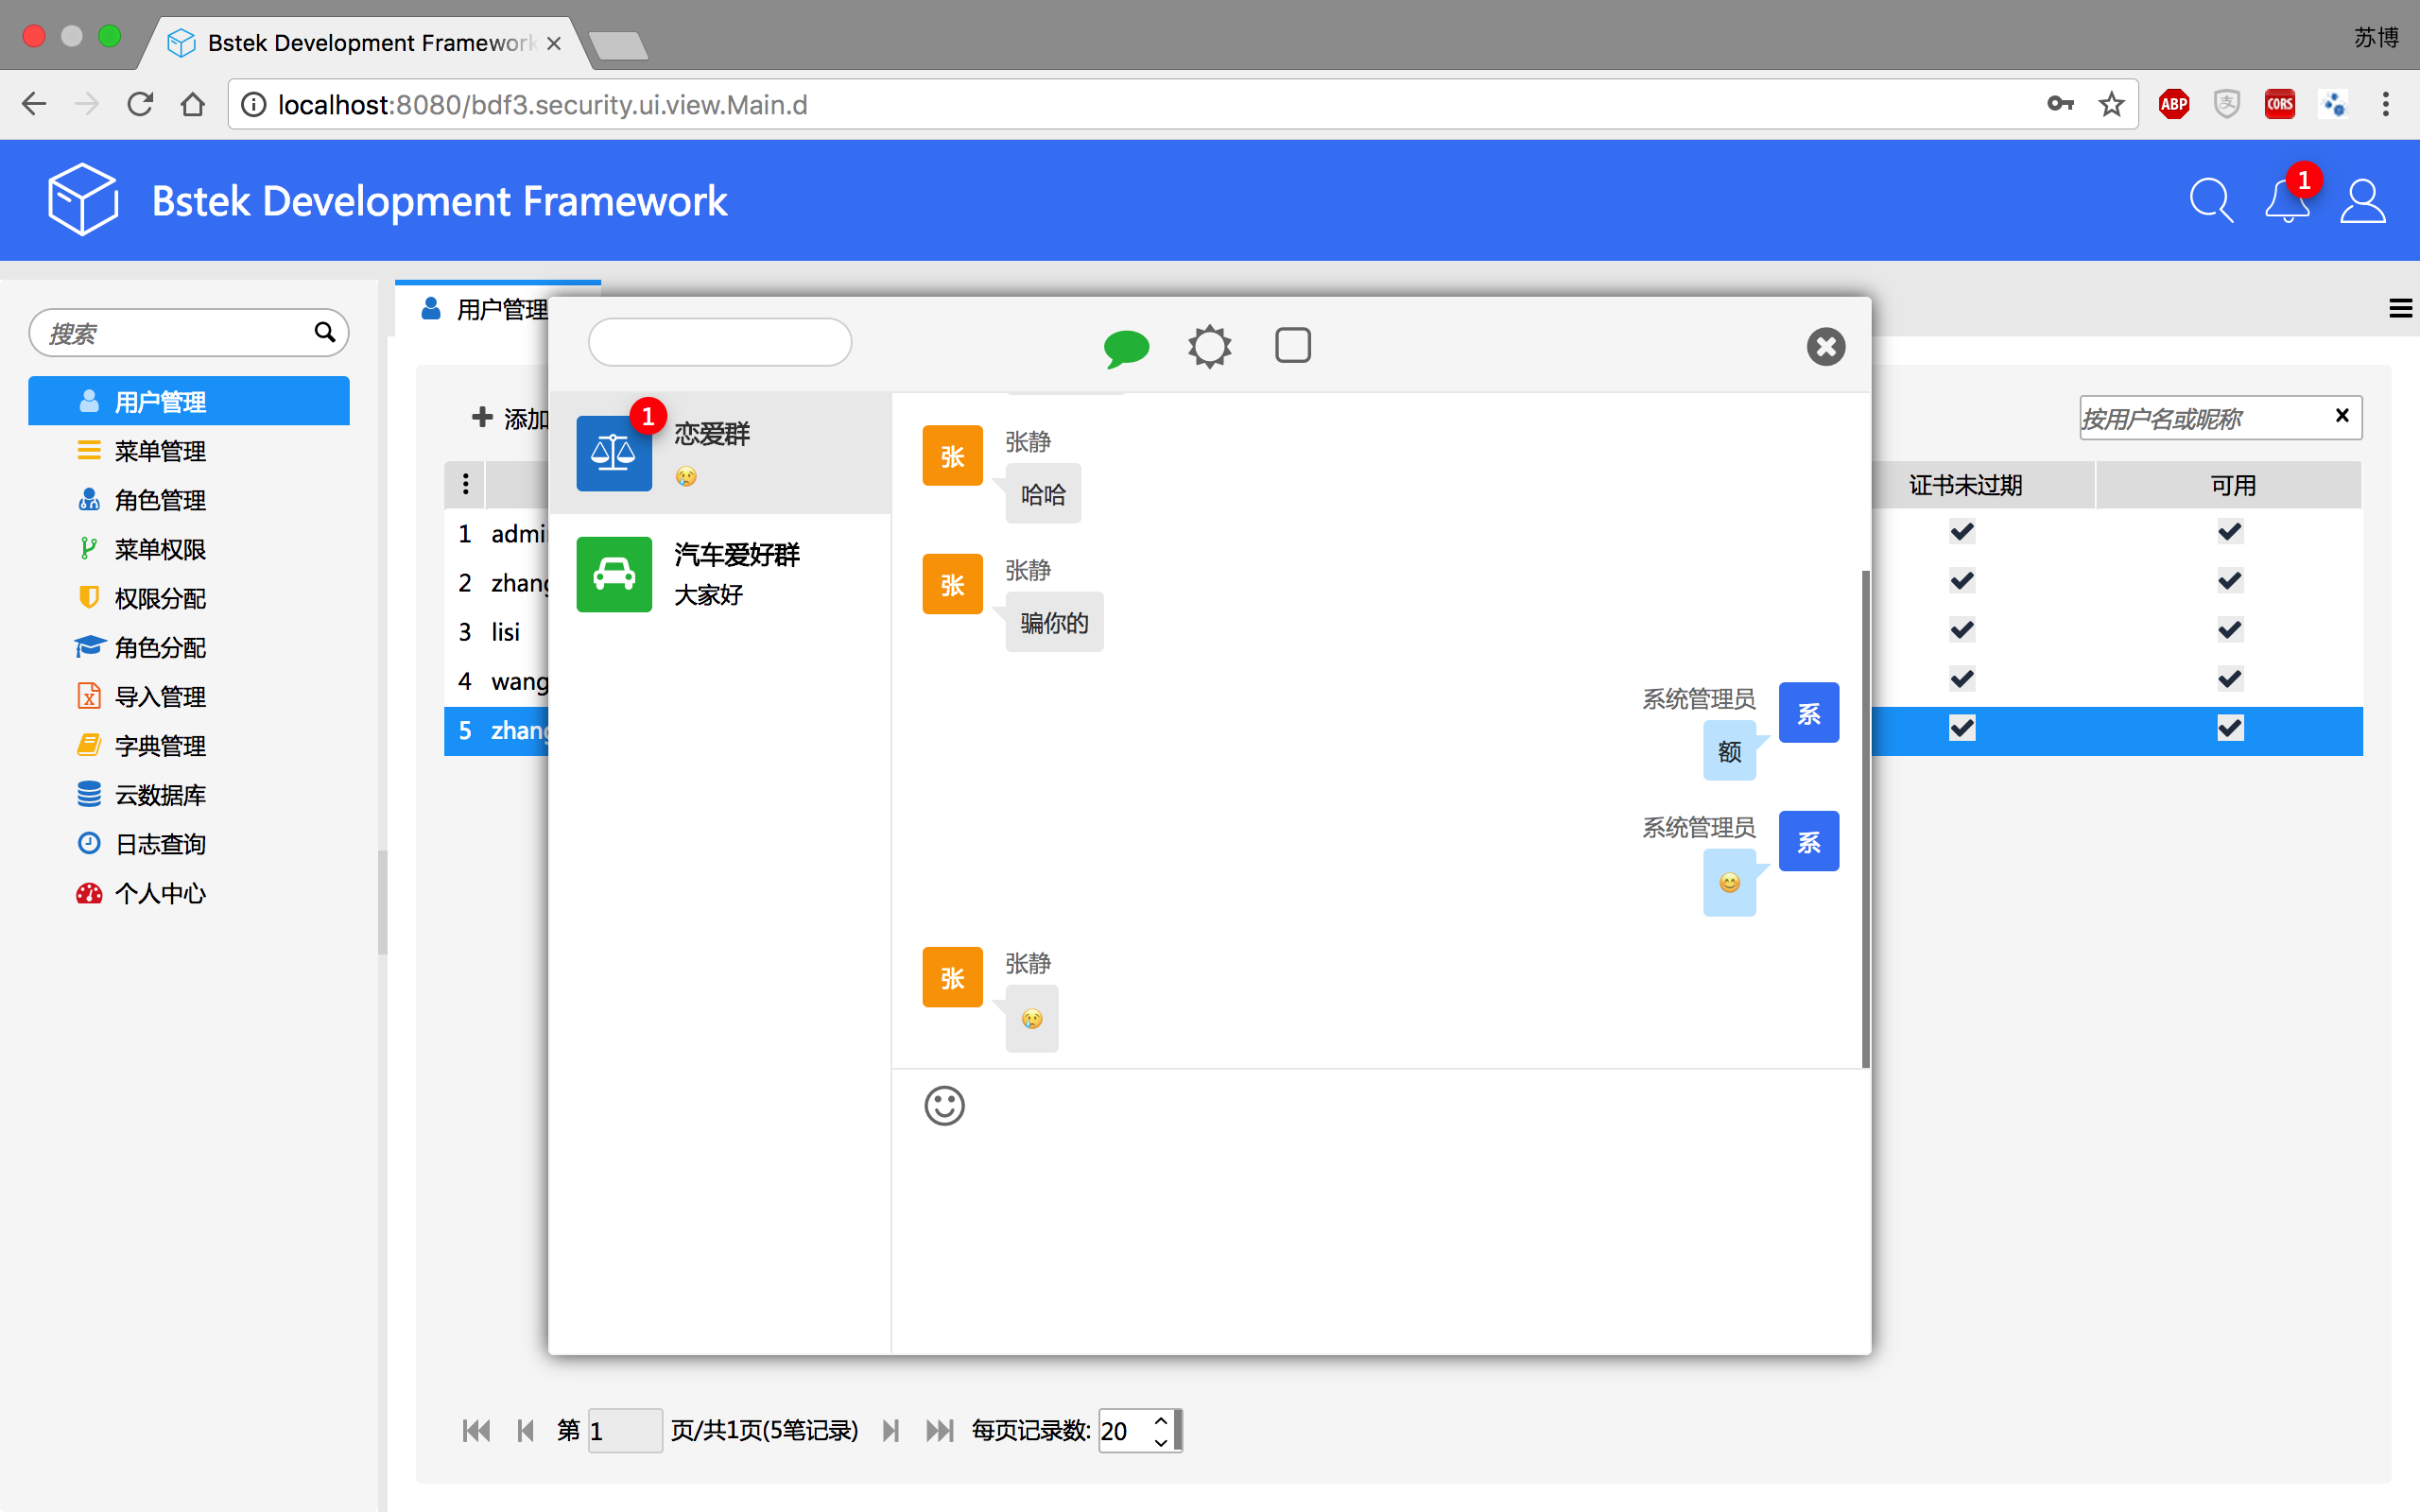 Bstek Development Framework
苏博
localhost:8080/bdf3.security.ui.view.Main.d
ABP
支
CORS
Bstek Development Framework
1
搜索
用户管理
菜单管理
角色管理
菜单权限
权限分配
角色分配
导入管理
字典管理
云数据库
日志查询
个人中心
用户管理
添加
按用户名或昵称
证书未过期
可用
1 admin
2 zhang
3 lisi
4 wang
5 zhang
1
恋爱群
😢
汽车爱好群
大家好
张
张静
哈哈
张
张静
骗你的
系统管理员
系
额
系统管理员
系
😊
张
张静
😢
第 1 页/共1页(5笔记录) 每页记录数: 20